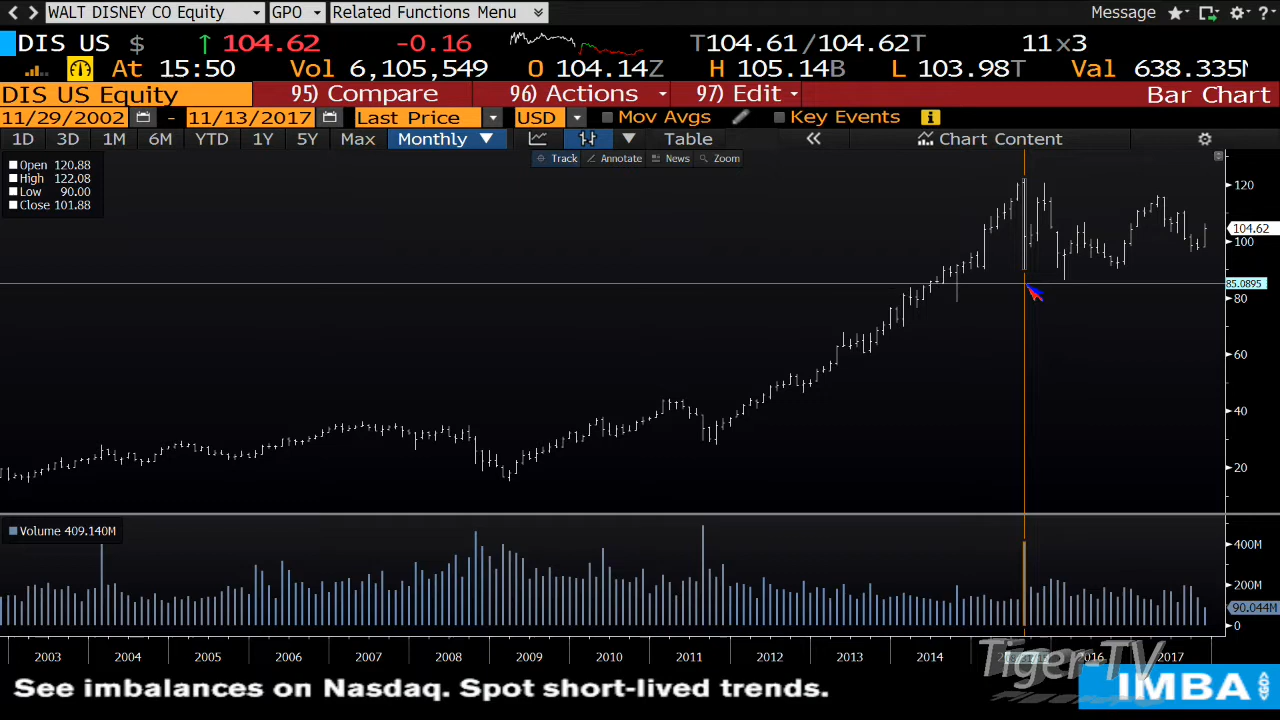 WALT DISNEY CO Equity GPO Related Functions Menu Message
DIS US $ ↑ 104.62 -0.16 T104.61 /104.62T 11x3
At 15:50 Vol 6,105,549 O 104.14Z H 105.14B L 103.98T Val 638.335M
DIS US Equity 95) Compare 96) Actions 97) Edit Bar Chart
11/29/2002 - 11/13/2017 Last Price USD Mov Avgs Key Events
1D 3D 1M 6M YTD 1Y 5Y Max Monthly ▼ Table « Chart Content
Track Annotate News Zoom
Open 120.88
High 122.08
Low 90.00
Close 101.88
120
104.62
100
85.0895
80
60
40
20
Volume 409.140M
400M
200M
90.044M
0
2003 2004 2005 2006 2007 2008 2009 2010 2011 2012 2013 2014 2016 2017
Tiger-TV
See imbalances on Nasdaq. Spot short-lived trends.
IMBA